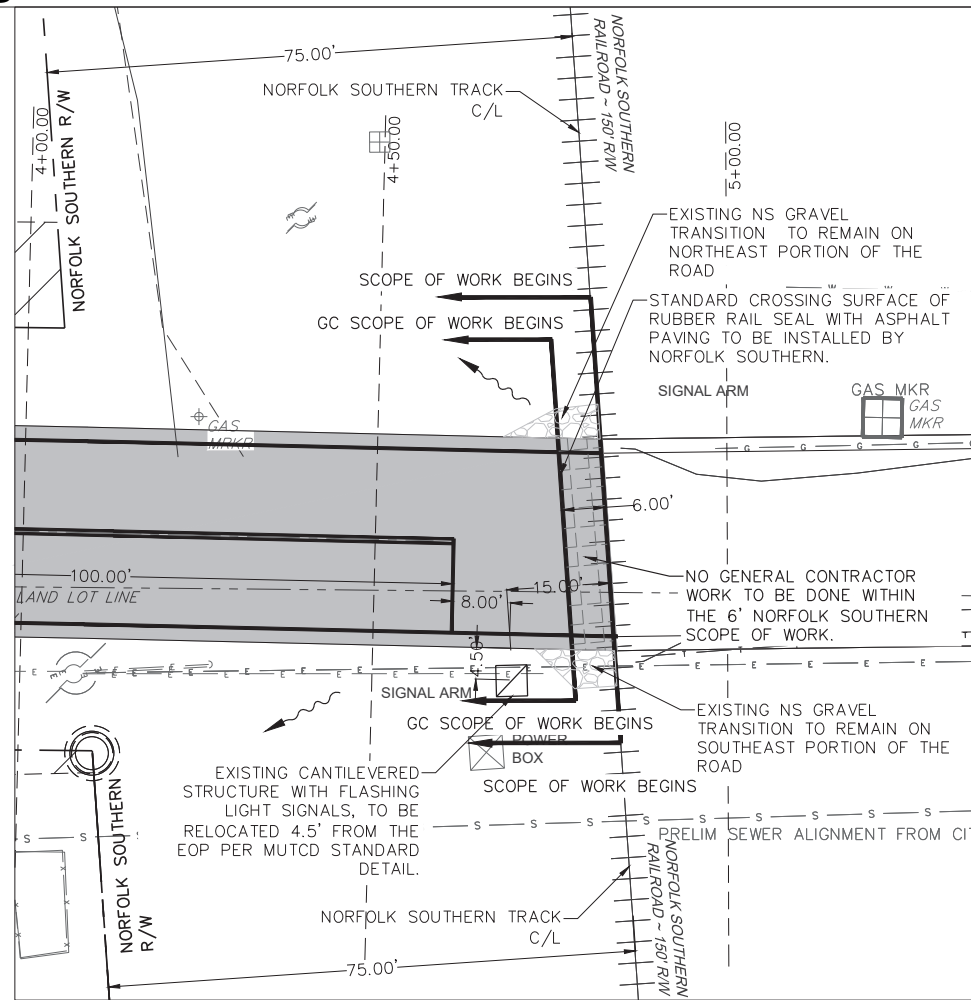 75.00'
NORFOLK SOUTHERN TRACK
C/L
NORFOLK SOUTHERN
RAILROAD ~ 150' R/W
4+00.00
NORFOLK SOUTHERN R/W
4+50.00
5+00.00
EXISTING NS GRAVEL
TRANSITION TO REMAIN ON
NORTHEAST PORTION OF THE
ROAD
SCOPE OF WORK BEGINS
GC SCOPE OF WORK BEGINS
STANDARD CROSSING SURFACE OF
RUBBER RAIL SEAL WITH ASPHALT
PAVING TO BE INSTALLED BY
NORFOLK SOUTHERN.
SIGNAL ARM
GAS MKR
GAS
MKR
GAS
MRKR
G G G G G
6.00'
100.00'
LAND LOT LINE
15.00'
8.00'
NO GENERAL CONTRACTOR
WORK TO BE DONE WITHIN
THE 6' NORFOLK SOUTHERN
SCOPE OF WORK.
T T T
E E E E E E E E E E E E E E E
4.50'
SIGNAL ARM
GC SCOPE OF WORK BEGINS
POWER
BOX
SCOPE OF WORK BEGINS
EXISTING NS GRAVEL
TRANSITION TO REMAIN ON
SOUTHEAST PORTION OF THE
ROAD
EXISTING CANTILEVERED
STRUCTURE WITH FLASHING
LIGHT SIGNALS, TO BE
RELOCATED 4.5' FROM THE
EOP PER MUTCD STANDARD
DETAIL.
NORFOLK SOUTHERN
R/W
S S S S S S S S
PRELIM SEWER ALIGNMENT FROM CIT
NORFOLK SOUTHERN TRACK
C/L
NORFOLK SOUTHERN
RAILROAD ~ 150' R/W
75.00'